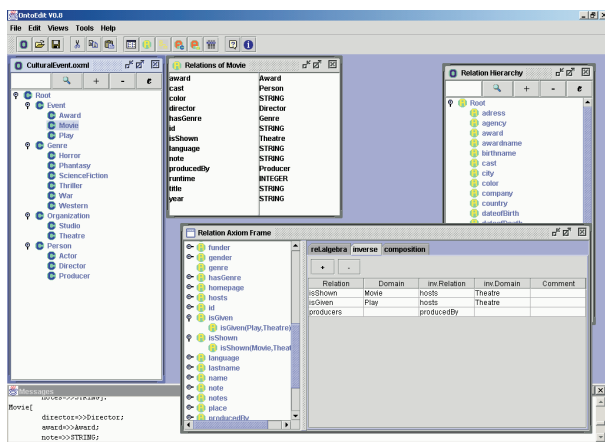 OntoEdit V0.8
File Edit Views Tools Help
CulturalEvent.oxml
Root
Event
Award
Movie
Play
Genre
Horror
Phantasy
ScienceFiction
Thriller
War
Western
Organization
Studio
Theatre
Person
Actor
Director
Producer
Relations of Movie
award Award
cast Person
color STRING
director Director
hasGenre Genre
id STRING
isShown Theatre
language STRING
note STRING
producedBy Producer
runtime INTEGER
title STRING
year STRING
Relation Hierarchy
Root
adress
agency
award
awardname
birthname
cast
city
color
company
country
dateofBirth
Relation Axiom Frame
funder
gender
genre
hasGenre
homepage
hosts
id
isGiven
isGiven(Play,Theatre)
isShown
isShown(Movie,Theat
language
lastname
name
note
notes
place
producedBy
rel.algebra inverse composition
+ -
Relation Domain inv.Relation inv.Domain Comment
isShown Movie hosts Theatre
isGiven Play hosts Theatre
producers producedBy
Messages
notes=>>STRING;
Movie[
director=>>Director;
award=>>Award;
note=>>STRING;